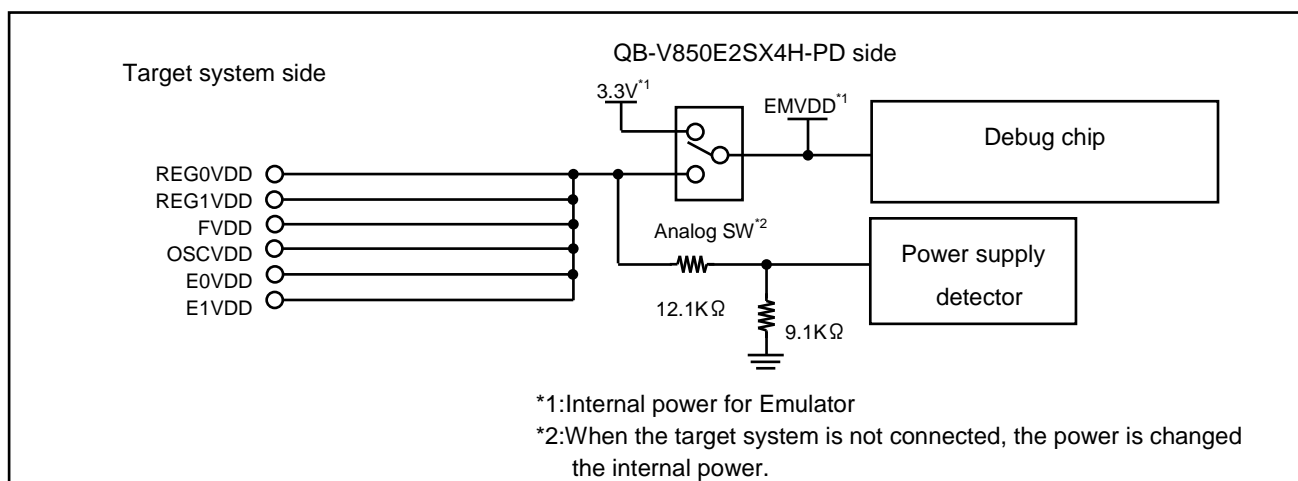 QB-V850E2SX4H-PD side
Target system side
3.3V*1
EMVDD*1
Debug chip
REG0VDD
REG1VDD
FVDD
OSCVDD
E0VDD
E1VDD
Analog SW*2
Power supply
detector
12.1KΩ
9.1KΩ
*1:Internal power for Emulator
*2:When the target system is not connected, the power is changed
the internal power.